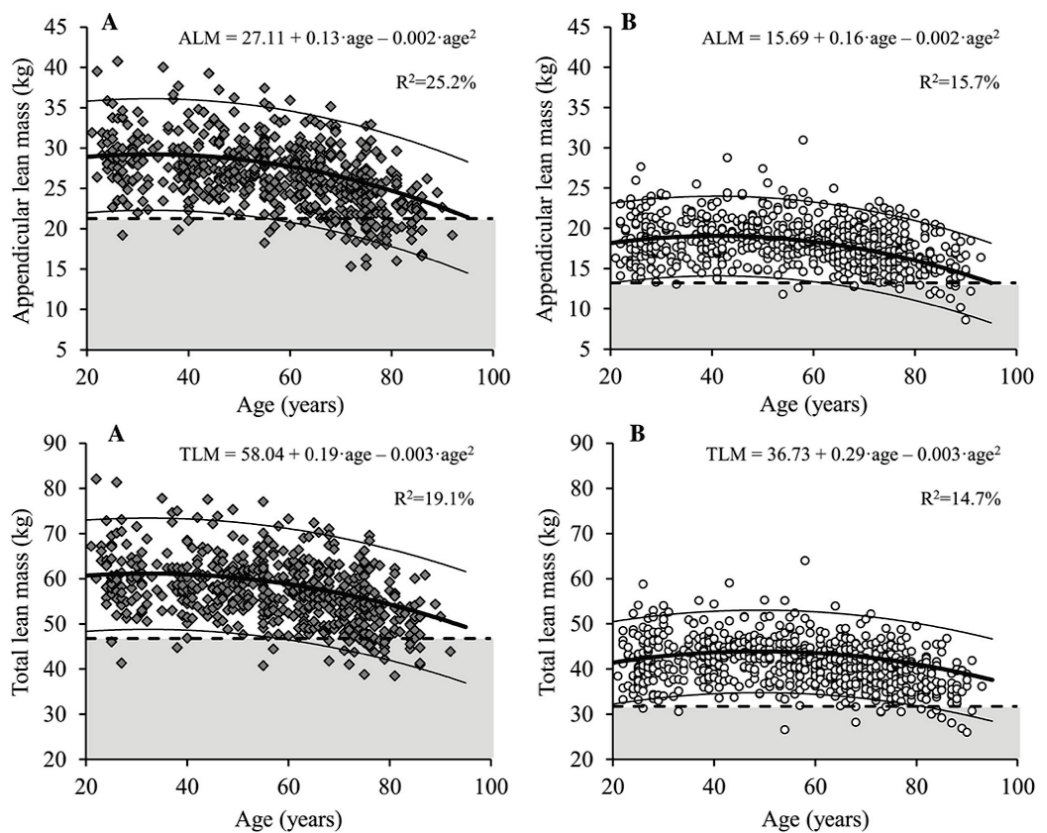 A
ALM = 27.11 + 0.13·age – 0.002·age²
R²=25.2%
Appendicular lean mass (kg)
45
40
35
30
25
20
15
10
5
20 40 60 80 100
Age (years)
B
ALM = 15.69 + 0.16·age – 0.002·age²
R²=15.7%
Appendicular lean mass (kg)
45
40
35
30
25
20
15
10
5
20 40 60 80 100
Age (years)
A
TLM = 58.04 + 0.19·age – 0.003·age²
R²=19.1%
Total lean mass (kg)
90
80
70
60
50
40
30
20
20 40 60 80 100
Age (years)
B
TLM = 36.73 + 0.29·age – 0.003·age²
R²=14.7%
Total lean mass (kg)
90
80
70
60
50
40
30
20
20 40 60 80 100
Age (years)